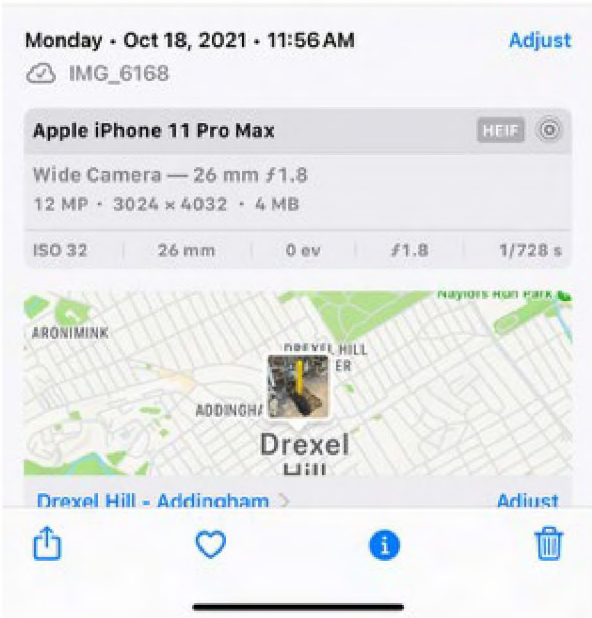 Monday • Oct 18, 2021 • 11:56 AM
Adjust
IMG_6168
Apple iPhone 11 Pro Max
HEIF
Wide Camera — 26 mm ƒ1.8
12 MP • 3024 × 4032 • 4 MB
ISO 32
26 mm
0 ev
ƒ1.8
1/728 s
Naylors Run Park
ARONIMINK
DREXEL HILL
ER
ADDINGHA
Drexel
Hill
Drexel Hill - Addingham
Adjust